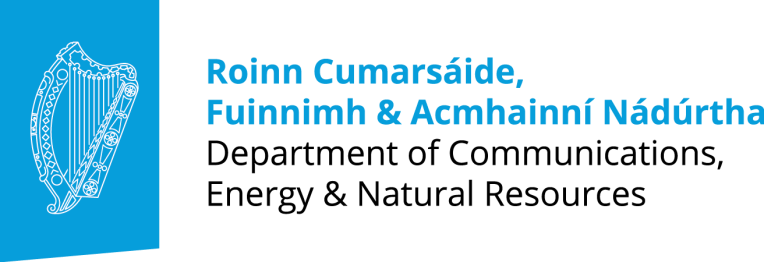 Roinn Cumarsáide,
Fuinnimh & Acmhainní Nádúrtha
Department of Communications,
Energy & Natural Resources